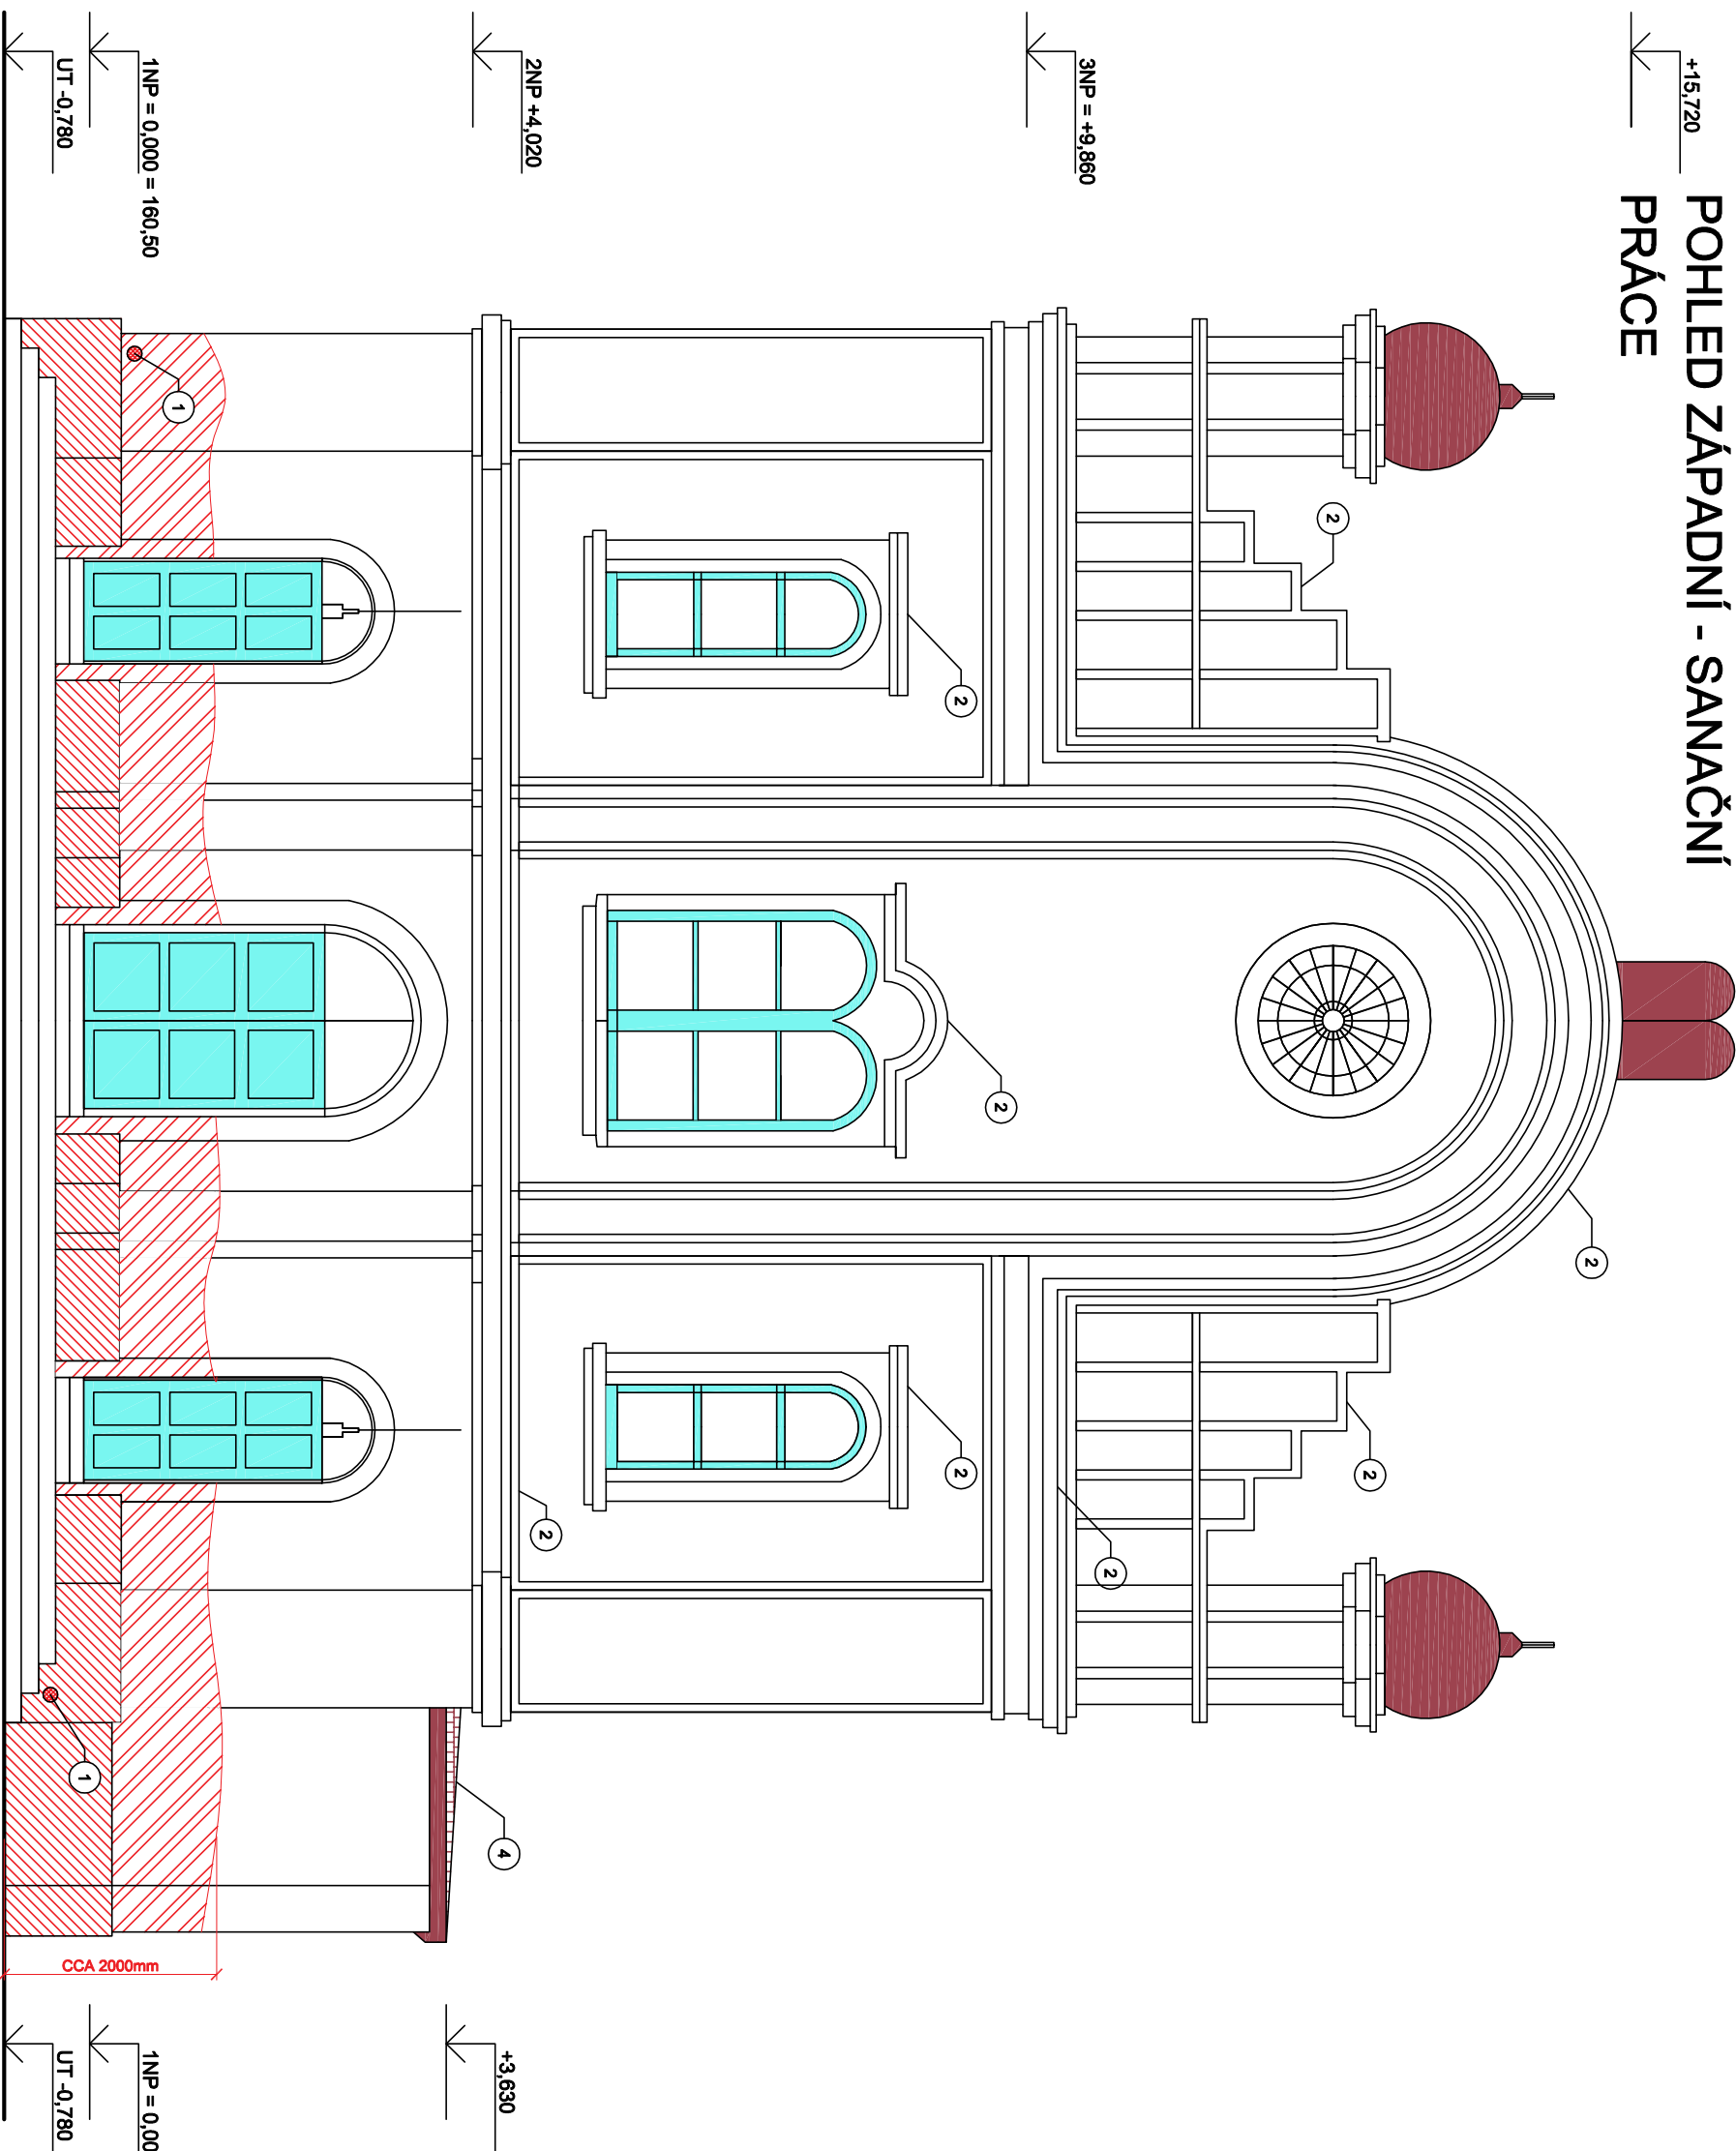 POHLED ZÁPADNÍ - SANAČNÍ
PRÁCE
+15,720
3NP = +9,860
2NP +4,020
1NP = 0,000 = 160,50
UT -0,780
2
2
2
2
2
2
2
2
2
1
1
4
CCA 2000mm
+3,630
1NP = 0,00
UT -0,780